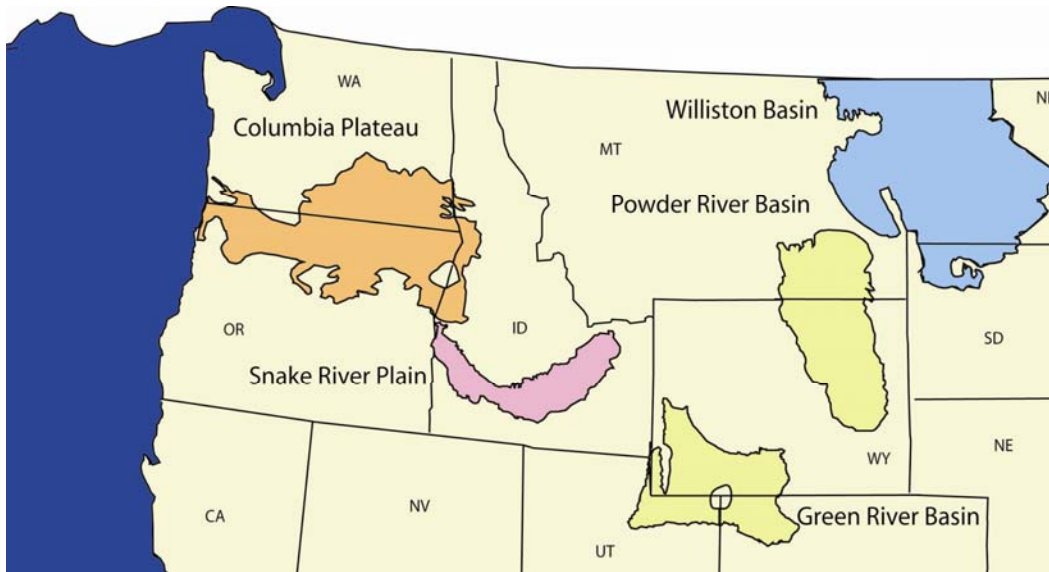 WA
Columbia Plateau
Williston Basin
ND
MT
Powder River Basin
OR
ID
SD
Snake River Plain
WY
NE
CA
NV
Green River Basin
UT